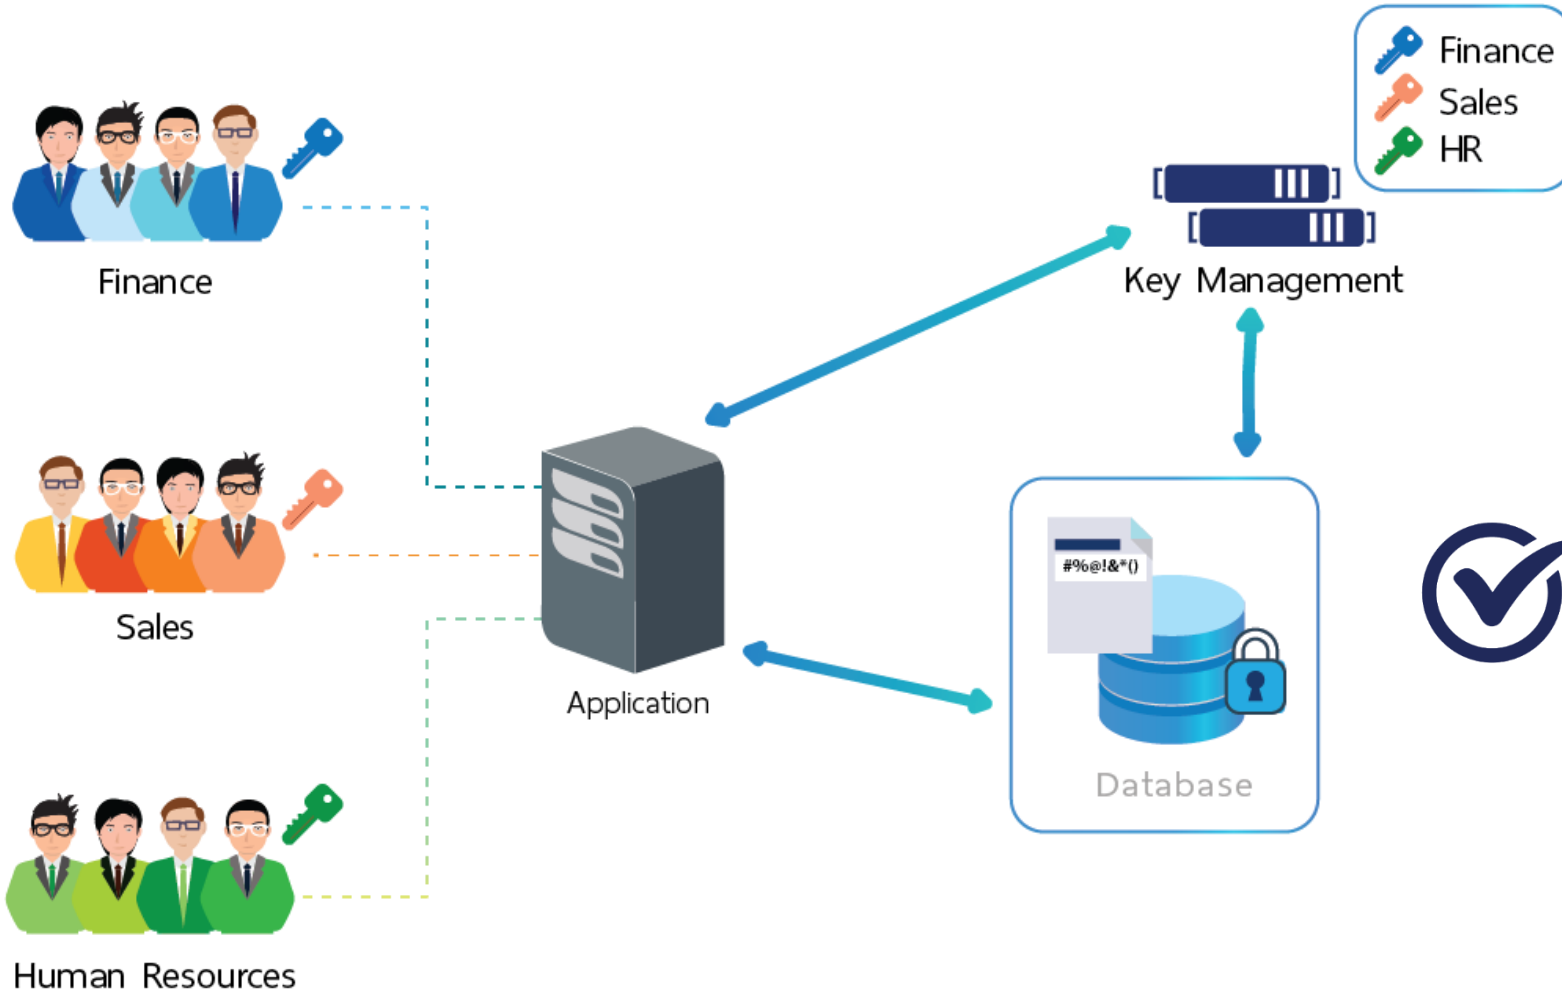 Finance
Sales
HR
Finance
Key Management
#%@!&*()
Sales
Application
Database
Human Resources